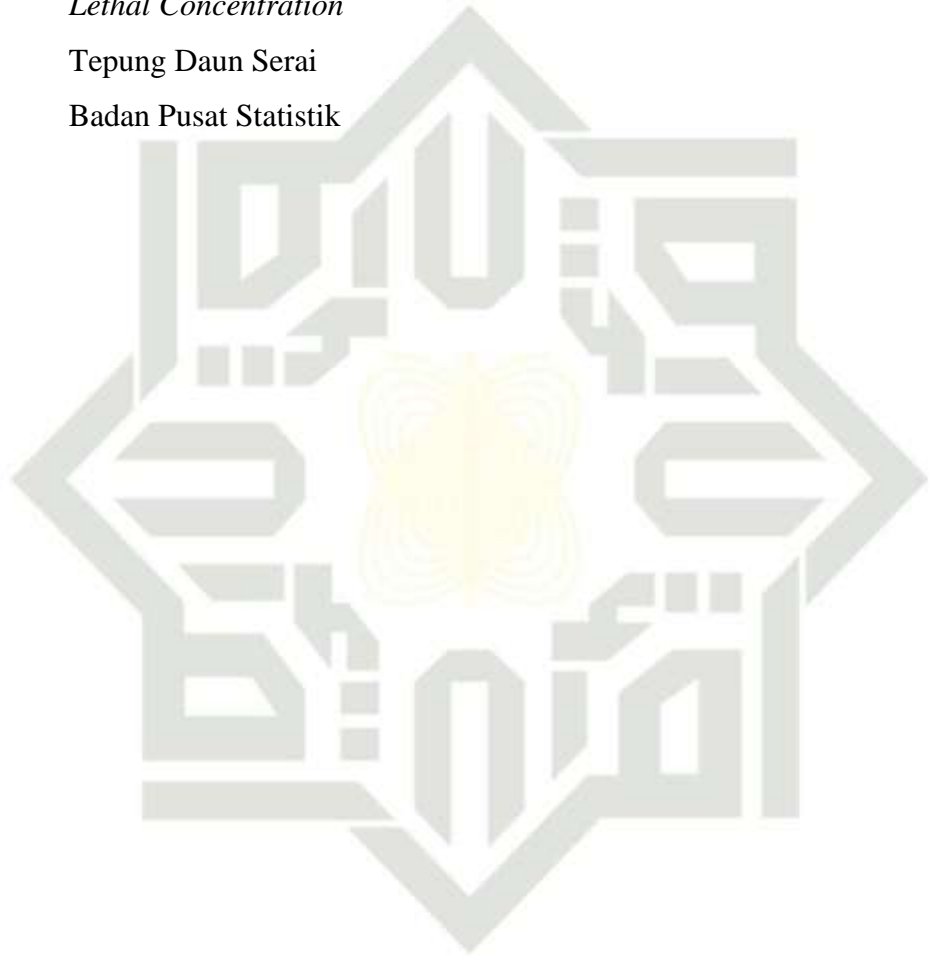 Lethal Concentration
Tepung Daun Serai
Badan Pusat Statistik